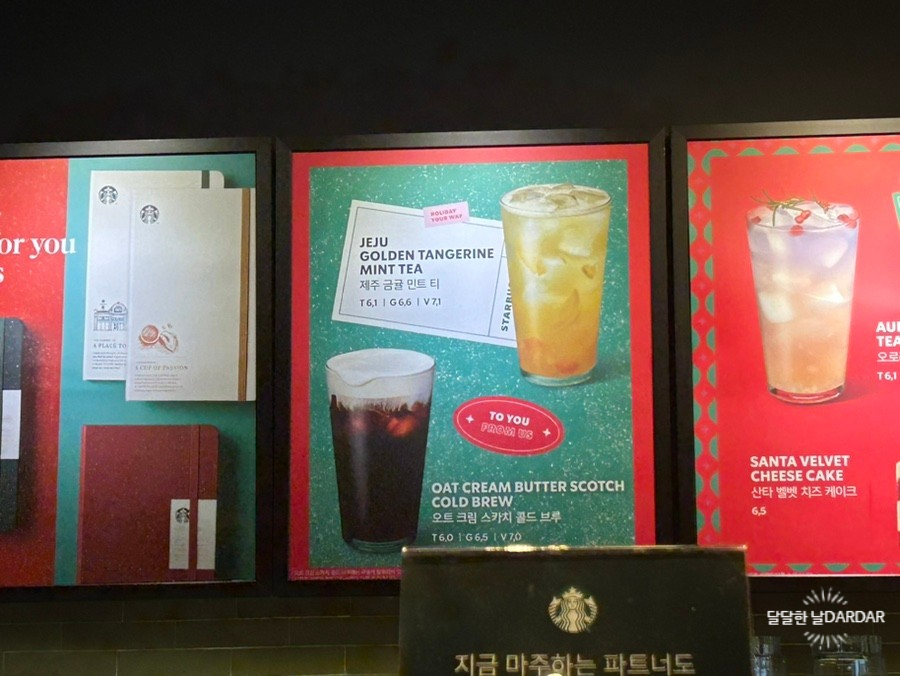 or you
s
A PLACE TO
A CUP OF PASSION
HOLIDAY
YOUR WAY
JEJU
GOLDEN TANGERINE
MINT TEA
제주 금귤 민트 티
T 6,1 | G 6,6 | V 7,1
TO YOU
FROM US
OAT CREAM BUTTER SCOTCH
COLD BREW
오트 크림 스카치 콜드 브루
T 6,0 | G 6,5 | V 7,0
TEA
오로
T 6,1
SANTA VELVET
CHEESE CAKE
산타 벨벳 치즈 케이크
6,5
지금 마주하는 파트너도
달달한 날DARDAR